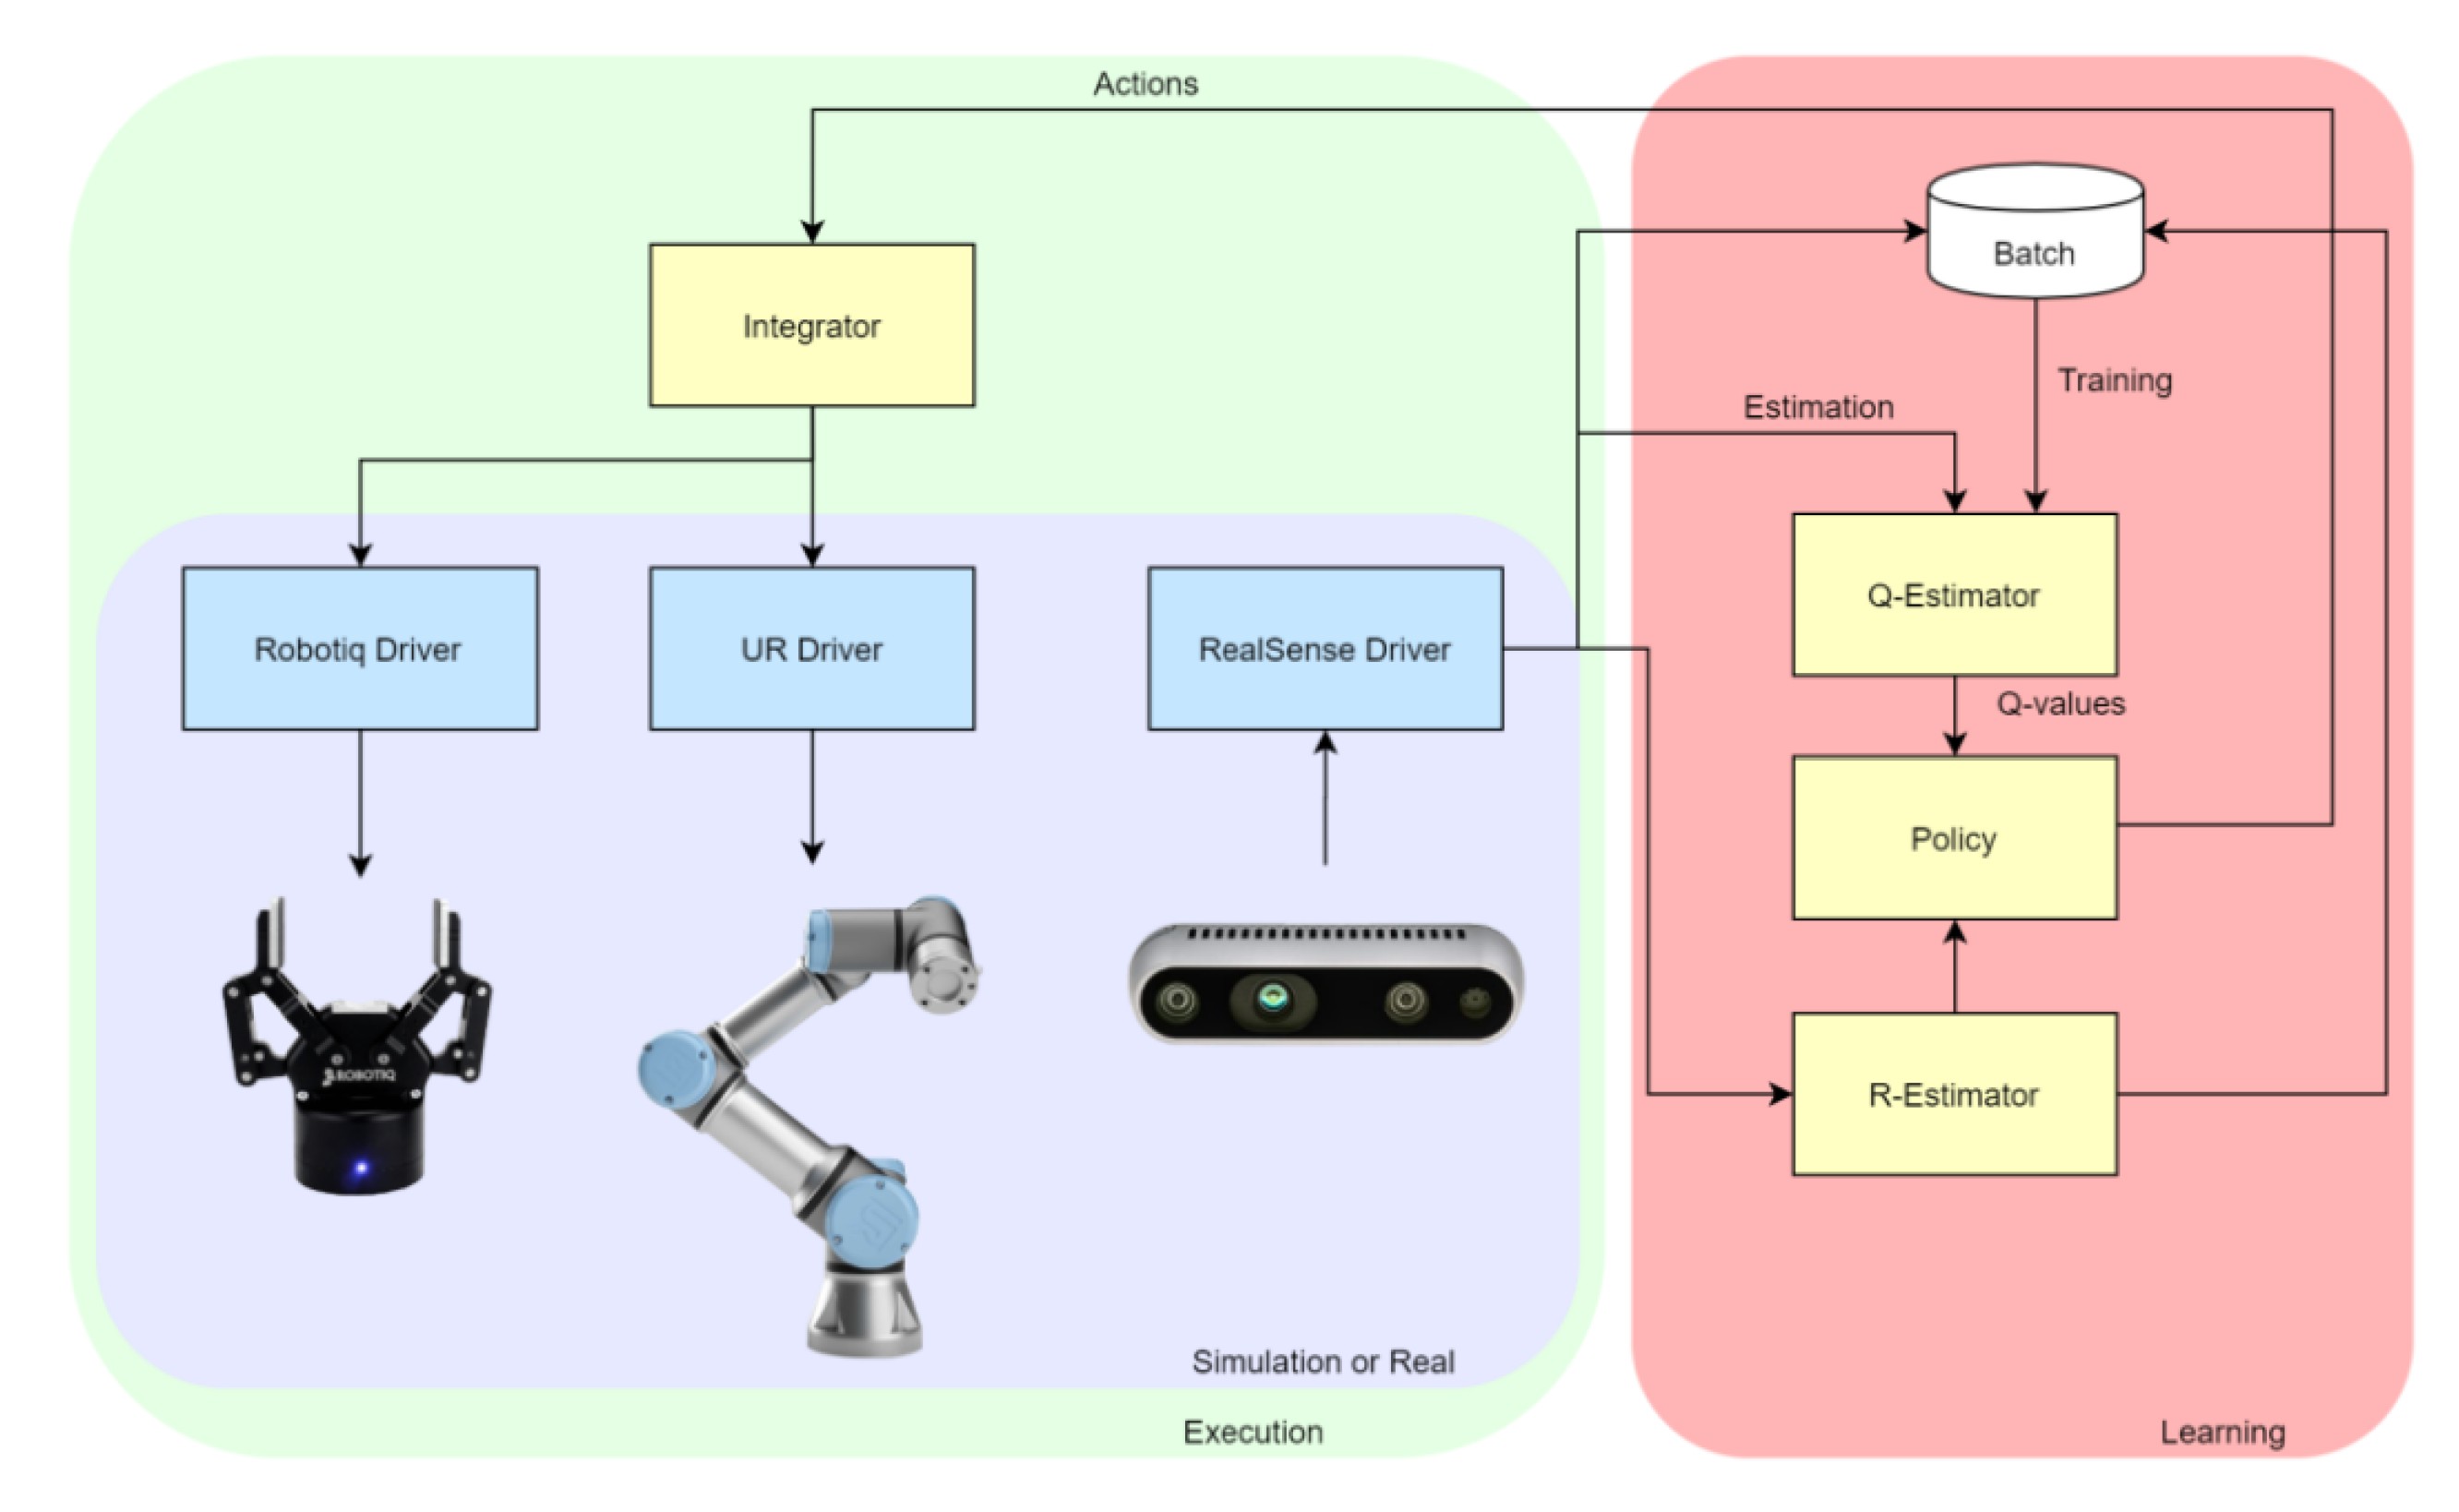 Actions
Batch
Integrator
Training
Estimation
Q-Estimator
Robotiq Driver
UR Driver
RealSense Driver
Q-values
Policy
ROBOTIQ
R-Estimator
Simulation or Real
Execution
Learning